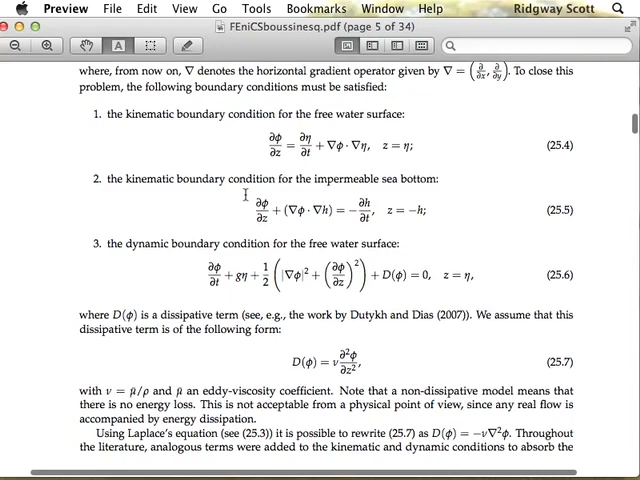 Preview File Edit View Go Tools Bookmarks Window Help Ridgway Scott
FEniCSboussinesq.pdf (page 5 of 34)
where, from now on, ∇ denotes the horizontal gradient operator given by ∇ = (∂/∂x, ∂/∂y). To close this
problem, the following boundary conditions must be satisfied:
1. the kinematic boundary condition for the free water surface:
∂ϕ/∂z = ∂η/∂t + ∇ϕ · ∇η, z = η; (25.4)
2. the kinematic boundary condition for the impermeable sea bottom:
∂ϕ/∂z + (∇ϕ · ∇h) = −∂h/∂t, z = −h; (25.5)
3. the dynamic boundary condition for the free water surface:
∂ϕ/∂t + gη + 1/2 (|∇ϕ|² + (∂ϕ/∂z)²) + D(ϕ) = 0, z = η, (25.6)
where D(ϕ) is a dissipative term (see, e.g., the work by Dutykh and Dias (2007)). We assume that this
dissipative term is of the following form:
D(ϕ) = ν ∂²ϕ/∂z², (25.7)
with ν = μ̄/ρ and μ̄ an eddy-viscosity coefficient. Note that a non-dissipative model means that
there is no energy loss. This is not acceptable from a physical point of view, since any real flow is
accompanied by energy dissipation.
Using Laplace's equation (see (25.3)) it is possible to rewrite (25.7) as D(ϕ) = −ν∇²ϕ. Throughout
the literature, analogous terms were added to the kinematic and dynamic conditions to absorb the